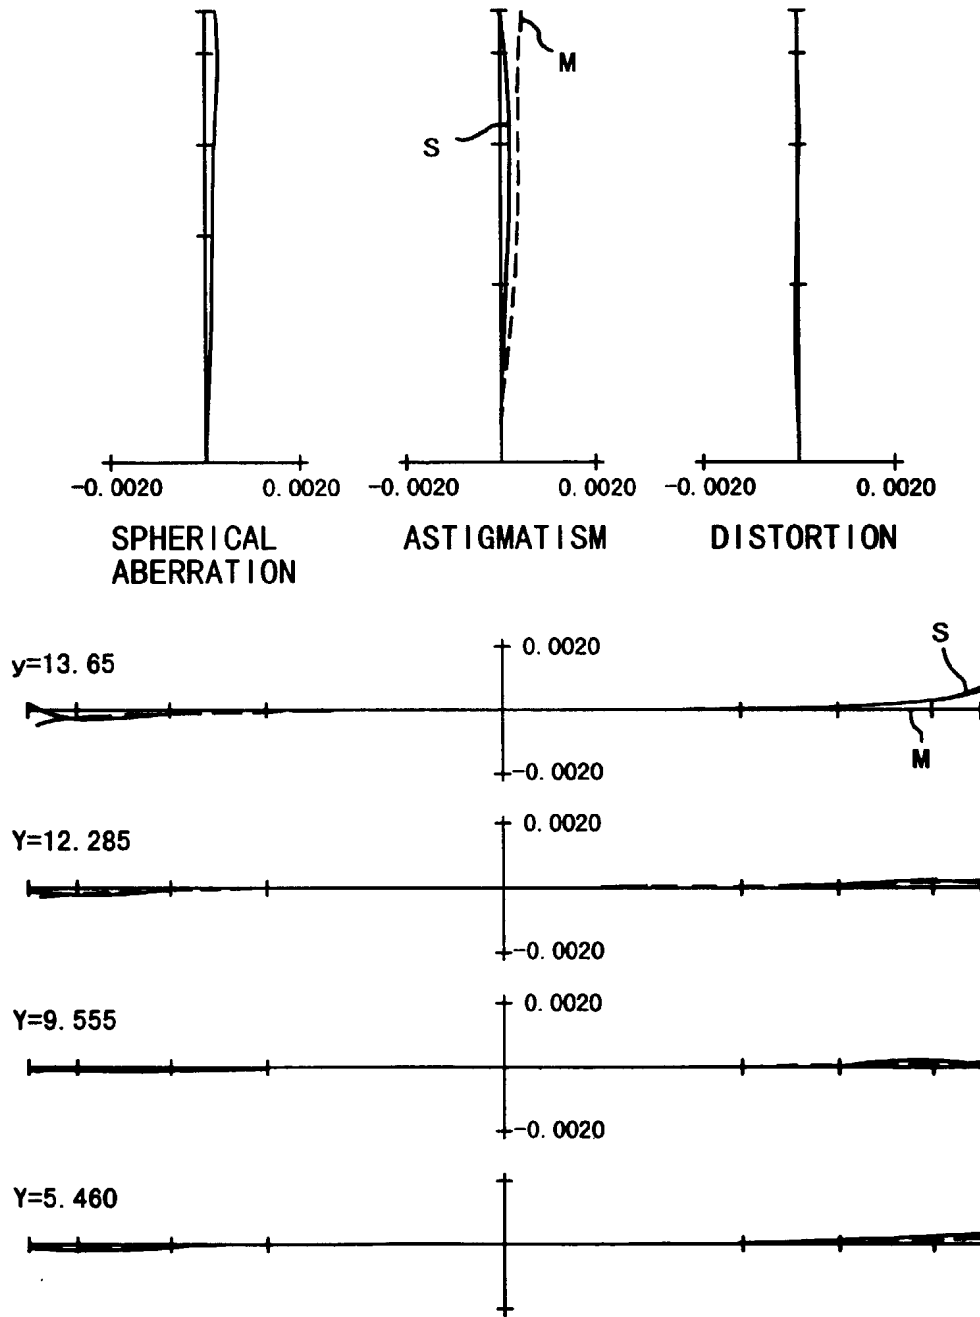 M
S
-0.0020 0.0020 -0.0020 0.0020 -0.0020 0.0020
SPHERICAL ABERRATION
ASTIGMATISM
DISTORTION
y=13.65
0.0020
S
M
-0.0020
Y=12.285
0.0020
-0.0020
Y=9.555
0.0020
-0.0020
Y=5.460